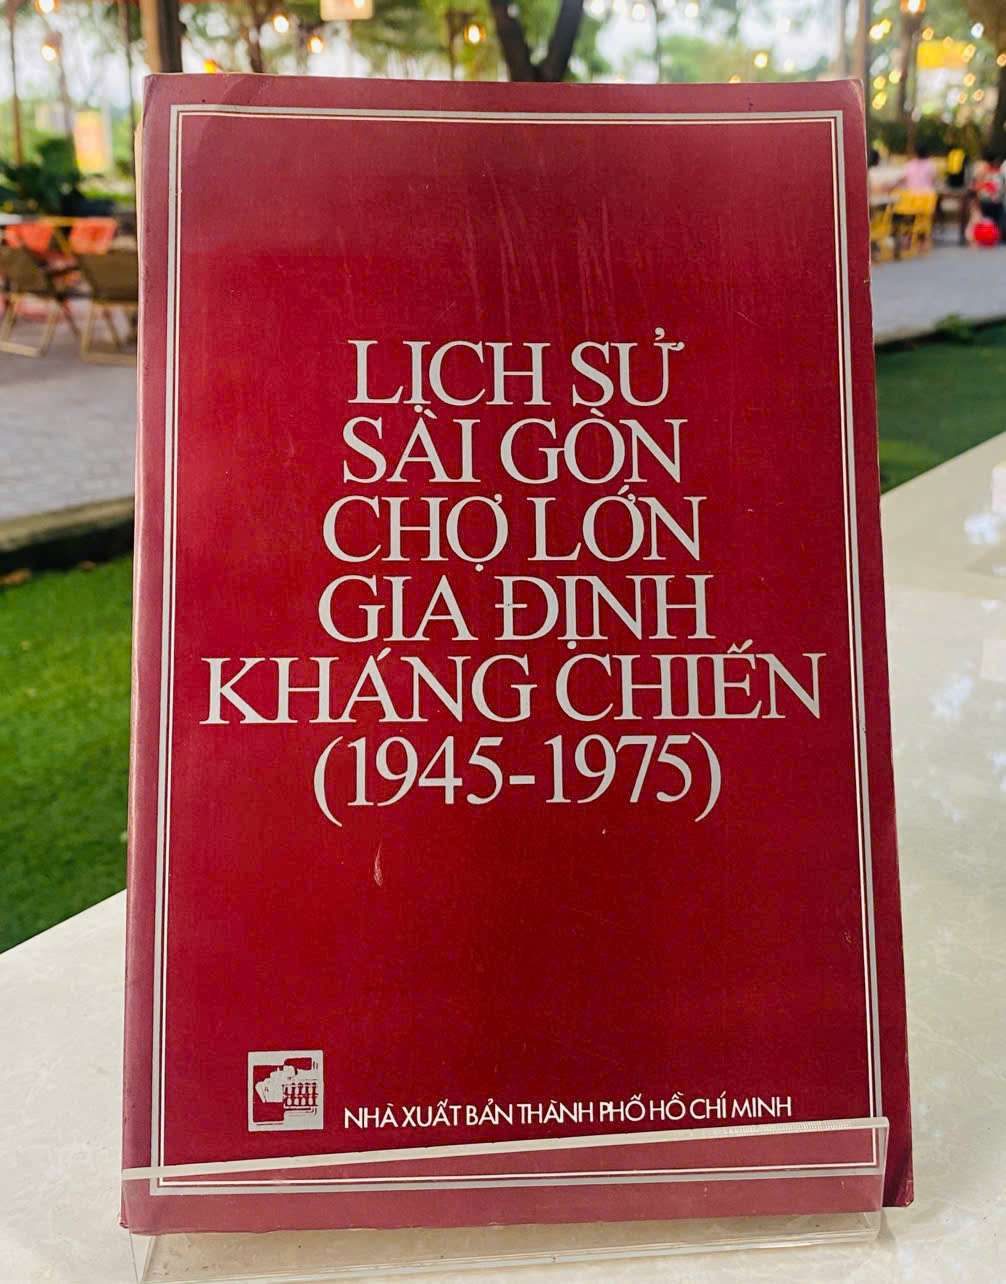 LỊCH SỬ
SÀI GÒN
CHỢ LỚN
GIA ĐỊNH
KHÁNG CHIẾN
(1945-1975)
NHÀ XUẤT BẢN THÀNH PHỐ HỒ CHÍ MINH